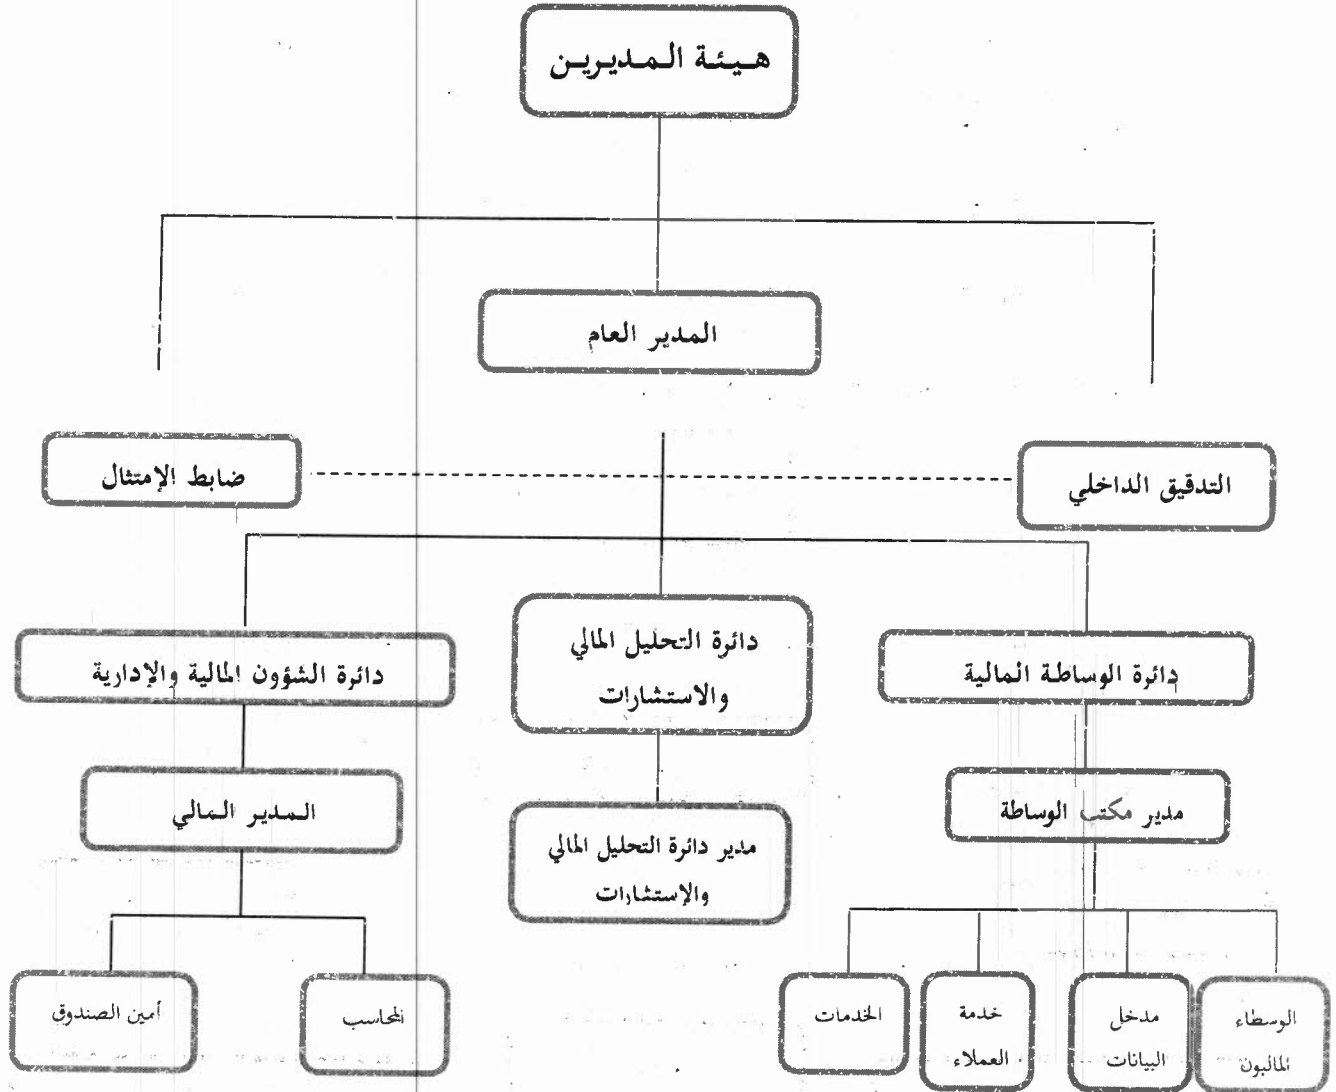 هيئة المديرين
المدير العام
التدقيق الداخلي
ضابط الإمتثال
دائرة الوساطة المالية
دائرة التحليل المالي
والاستشارات
دائرة الشؤون المالية والإدارية
مدير مكتب الوساطة
مدير دائرة التحليل المالي
والإستشارات
المدير المالي
الوسطاء
الماليون
مدخل
البيانات
خدمة
العملاء
الخدمات
المحاسب
أمين الصندوق